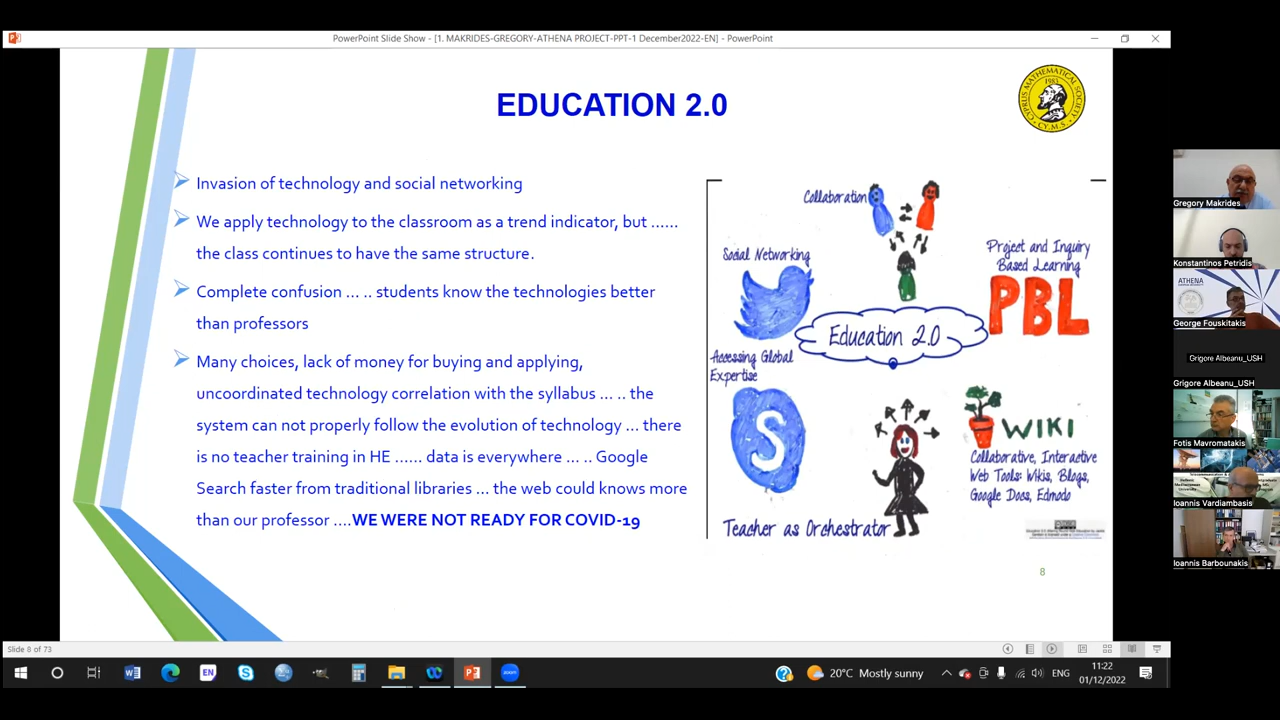 PowerPoint Slide Show - [1. MAKRIDES-GREGORY-ATHENA PROJECT-PPT-1 December2022-EN] - PowerPoint
EDUCATION 2.0
CYPRUS MATHEMATICAL SOCIETY
1983
CY.M.S.
Invasion of technology and social networking
We apply technology to the classroom as a trend indicator, but ......
the class continues to have the same structure.
Complete confusion ... .. students know the technologies better
than professors
Many choices, lack of money for buying and applying,
uncoordinated technology correlation with the syllabus ... .. the
system can not properly follow the evolution of technology ... there
is no teacher training in HE ...... data is everywhere ... .. Google
Search faster from traditional libraries ... the web could knows more
than our professor ....WE WERE NOT READY FOR COVID-19
Collaboration
Social Networking
Project and Inquiry
Based Learning
PBL
Education 2.0
Accessing Global
Expertise
S
WIKI
Collaborative, Interactive
Web Tools: Wikis, Blogs,
Google Docs, Edmodo
Teacher as Orchestrator
8
Gregory Makrides
Konstantinos Petridis
ATHENA
George Fouskitakis
Grigore Albeanu_USH
Grigore Albeanu_USH
Fotis Mavromatakis
Ioannis Vardiambasis
Ioannis Barbounakis
Slide 8 of 73
20°C Mostly sunny
ENG
11:22
01/12/2022